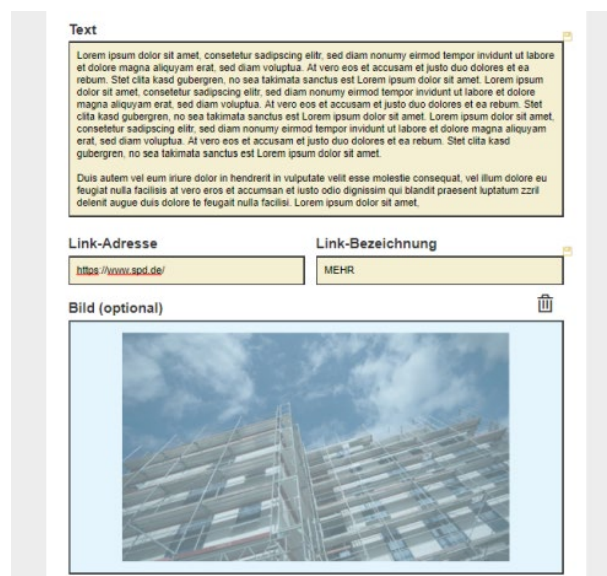 Text
Lorem ipsum dolor sit amet, consetetur sadipscing elitr, sed diam nonumy eirmod tempor invidunt ut labore
et dolore magna aliquyam erat, sed diam voluptua. At vero eos et accusam et justo duo dolores et ea
rebum. Stet clita kasd gubergren, no sea takimata sanctus est Lorem ipsum dolor sit amet. Lorem ipsum
dolor sit amet, consetetur sadipscing elitr, sed diam nonumy eirmod tempor invidunt ut labore et dolore
magna aliquyam erat, sed diam voluptua. At vero eos et accusam et justo duo dolores et ea rebum. Stet
clita kasd gubergren, no sea takimata sanctus est Lorem ipsum dolor sit amet. Lorem ipsum dolor sit amet,
consetetur sadipscing elitr, sed diam nonumy eirmod tempor invidunt ut labore et dolore magna aliquyam
erat, sed diam voluptua. At vero eos et accusam et justo duo dolores et ea rebum. Stet clita kasd
gubergren, no sea takimata sanctus est Lorem ipsum dolor sit amet.
Duis autem vel eum iriure dolor in hendrerit in vulputate velit esse molestie consequat, vel illum dolore eu
feugiat nulla facilisis at vero eros et accumsan et iusto odio dignissim qui blandit praesent luptatum zzril
delenit augue duis dolore te feugait nulla facilisi. Lorem ipsum dolor sit amet,
Link-Adresse Link-Bezeichnung
https://www.spd.de/ MEHR
Bild (optional)